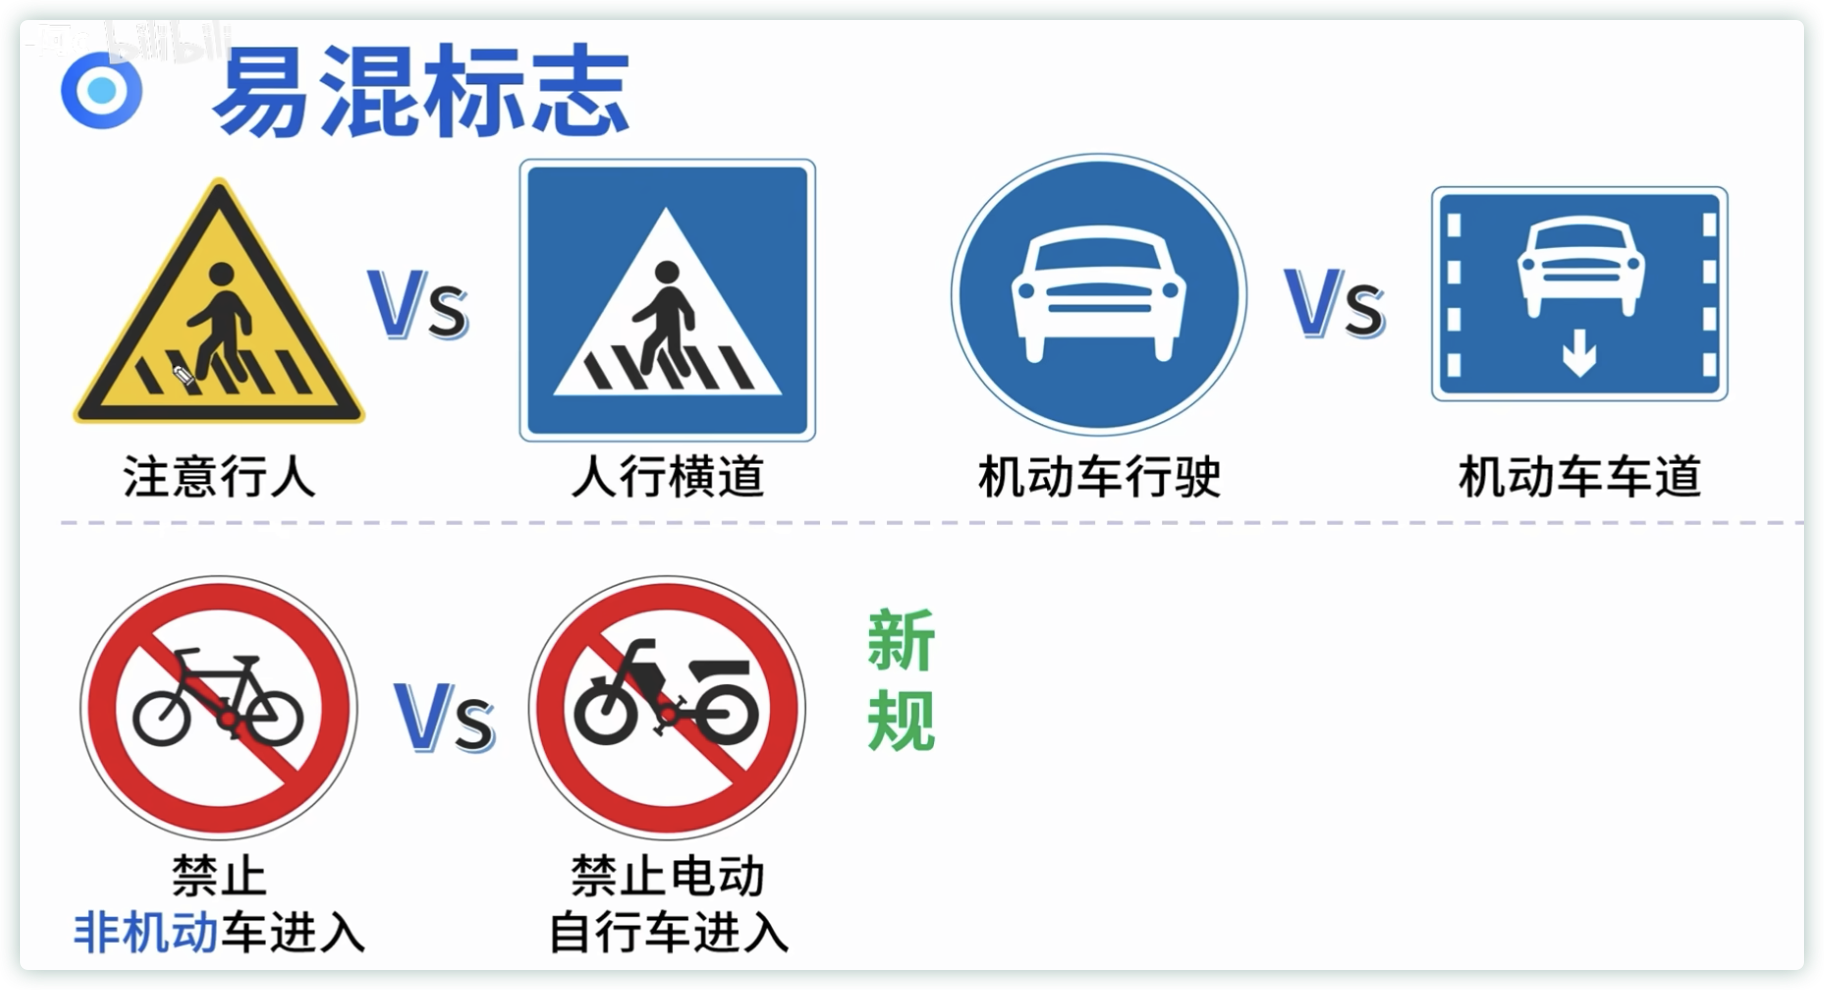 bilibili
易混标志
Vs
Vs
注意行人
人行横道
机动车行驶
机动车车道
Vs
新
规
禁止
非机动车进入
禁止电动
自行车进入